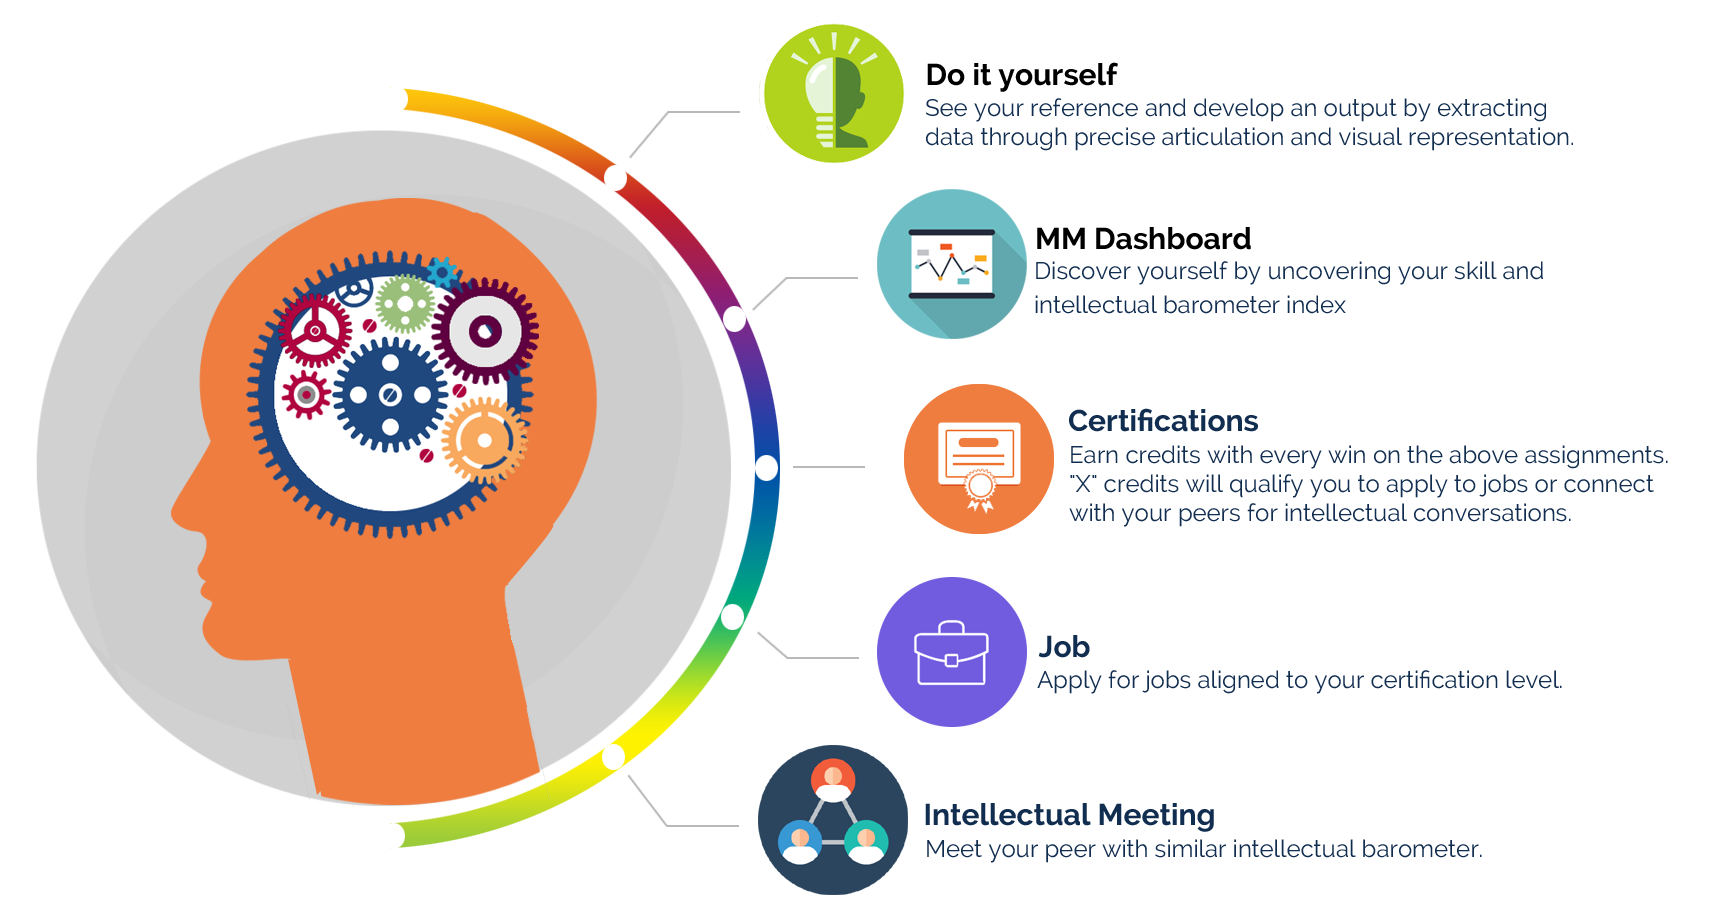 Do it yourself
See your reference and develop an output by extracting
data through precise articulation and visual representation.
MM Dashboard
Discover yourself by uncovering your skill and
intellectual barometer index
Certifications
Earn credits with every win on the above assignments.
"X" credits will qualify you to apply to jobs or connect
with your peers for intellectual conversations.
Job
Apply for jobs aligned to your certification level.
Intellectual Meeting
Meet your peer with similar intellectual barometer.